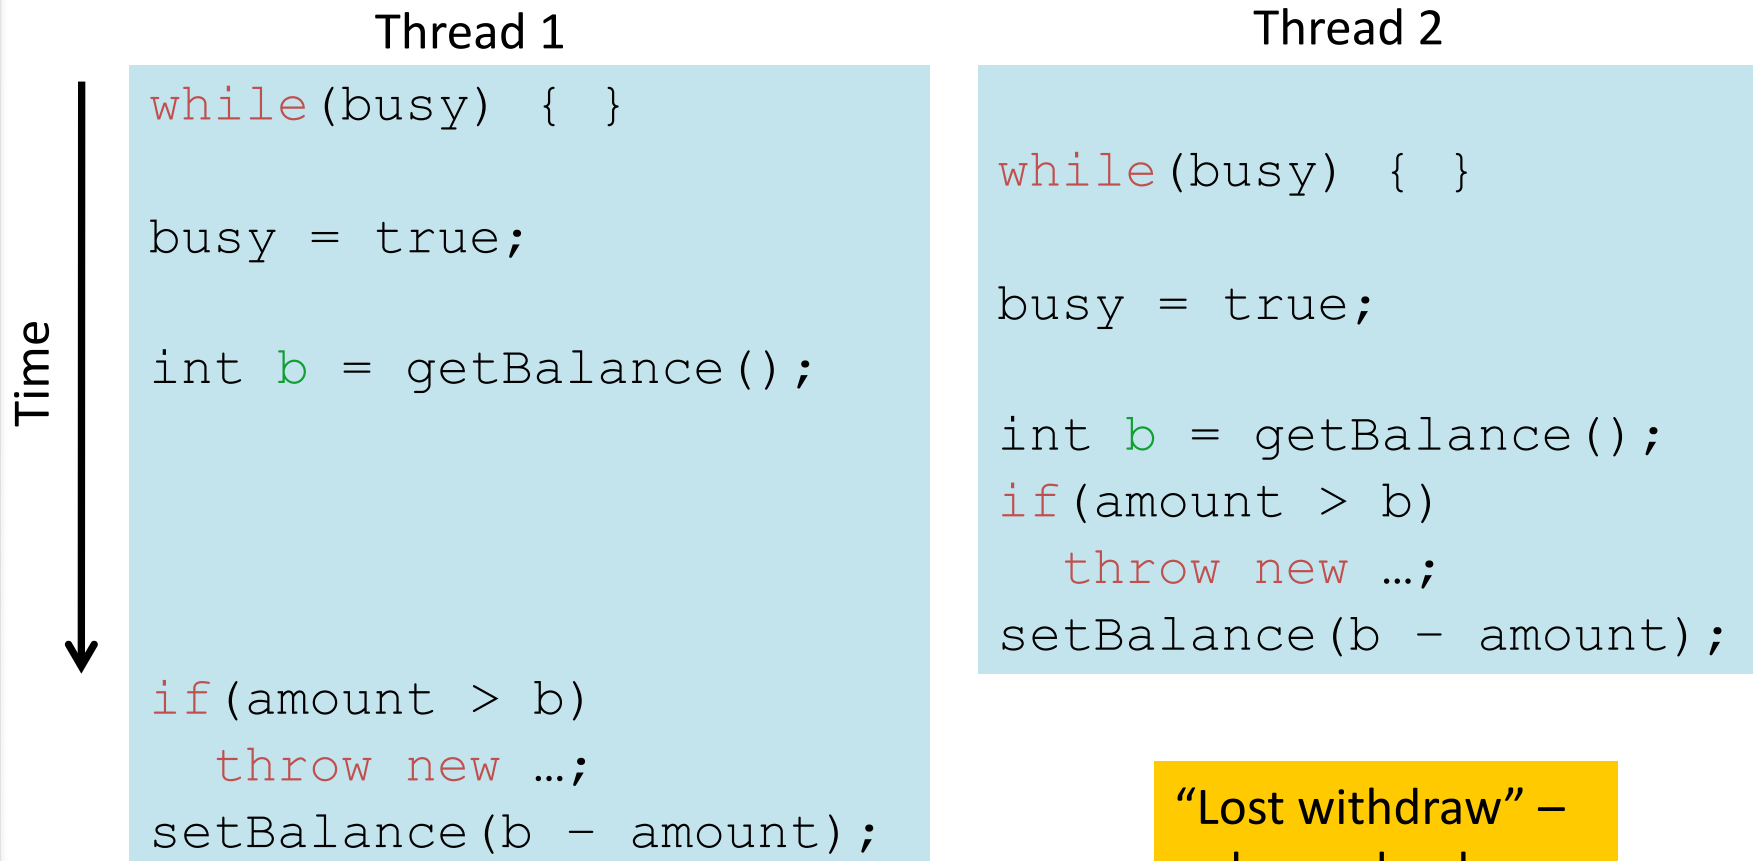 Thread 1
while(busy) { }
busy = true;
int b = getBalance();
if(amount > b)
throw new …;
setBalance(b – amount);
Thread 2
while(busy) { }
busy = true;
int b = getBalance();
if(amount > b)
throw new …;
setBalance(b – amount);
Time
“Lost withdraw” –